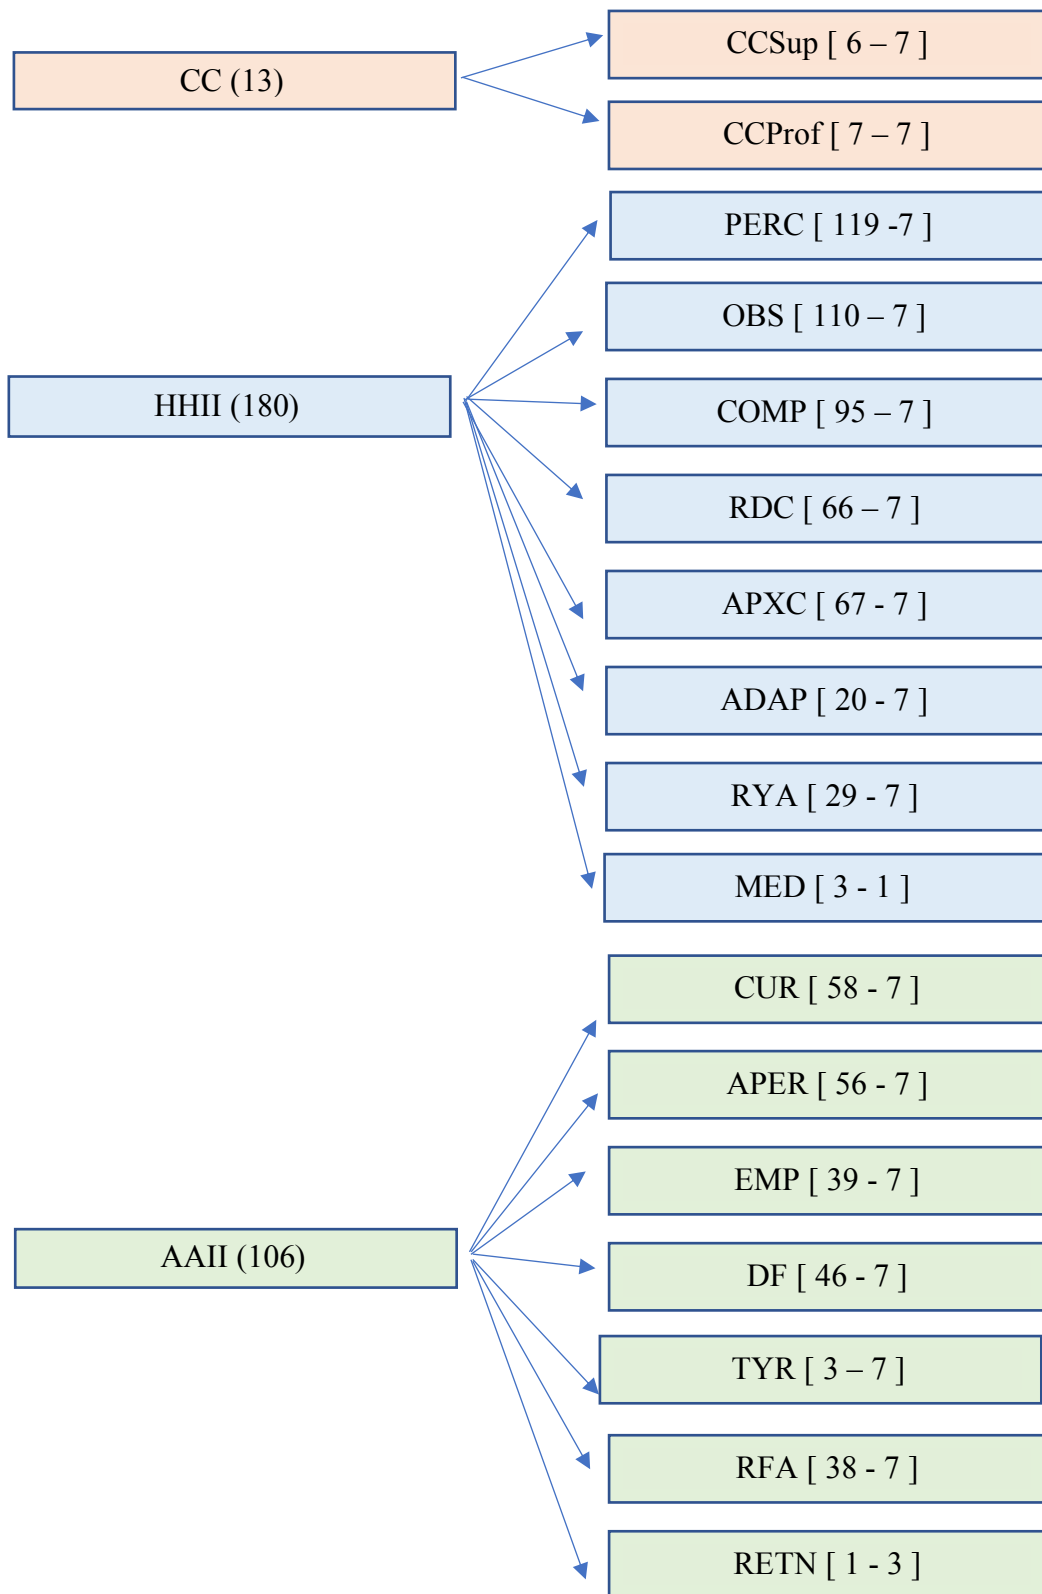 CC (13)
CCSup [ 6 – 7 ]
CCProf [ 7 – 7 ]
HHII (180)
PERC [ 119 -7 ]
OBS [ 110 – 7 ]
COMP [ 95 – 7 ]
RDC [ 66 – 7 ]
APXC [ 67 - 7 ]
ADAP [ 20 - 7 ]
RYA [ 29 - 7 ]
MED [ 3 - 1 ]
AAII (106)
CUR [ 58 - 7 ]
APER [ 56 - 7 ]
EMP [ 39 - 7 ]
DF [ 46 - 7 ]
TYR [ 3 – 7 ]
RFA [ 38 - 7 ]
RETN [ 1 - 3 ]